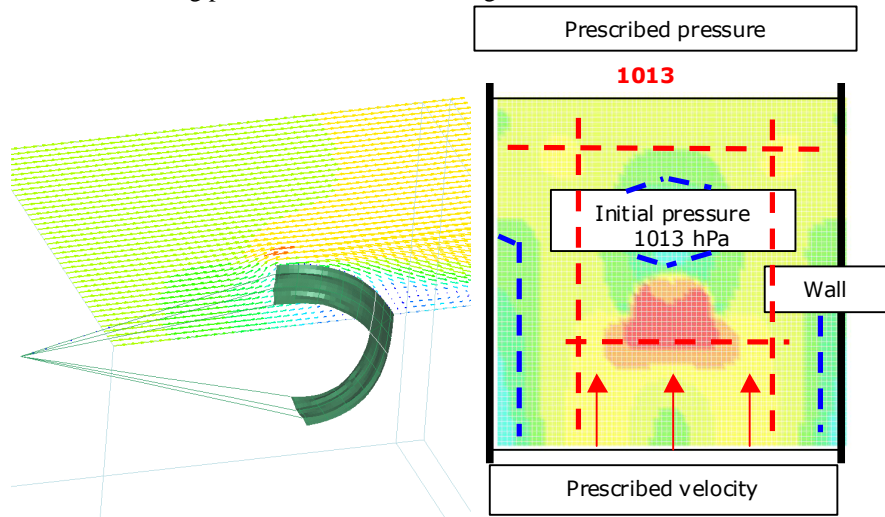 Prescribed pressure
1013
Initial pressure
1013 hPa
Wall
Prescribed velocity